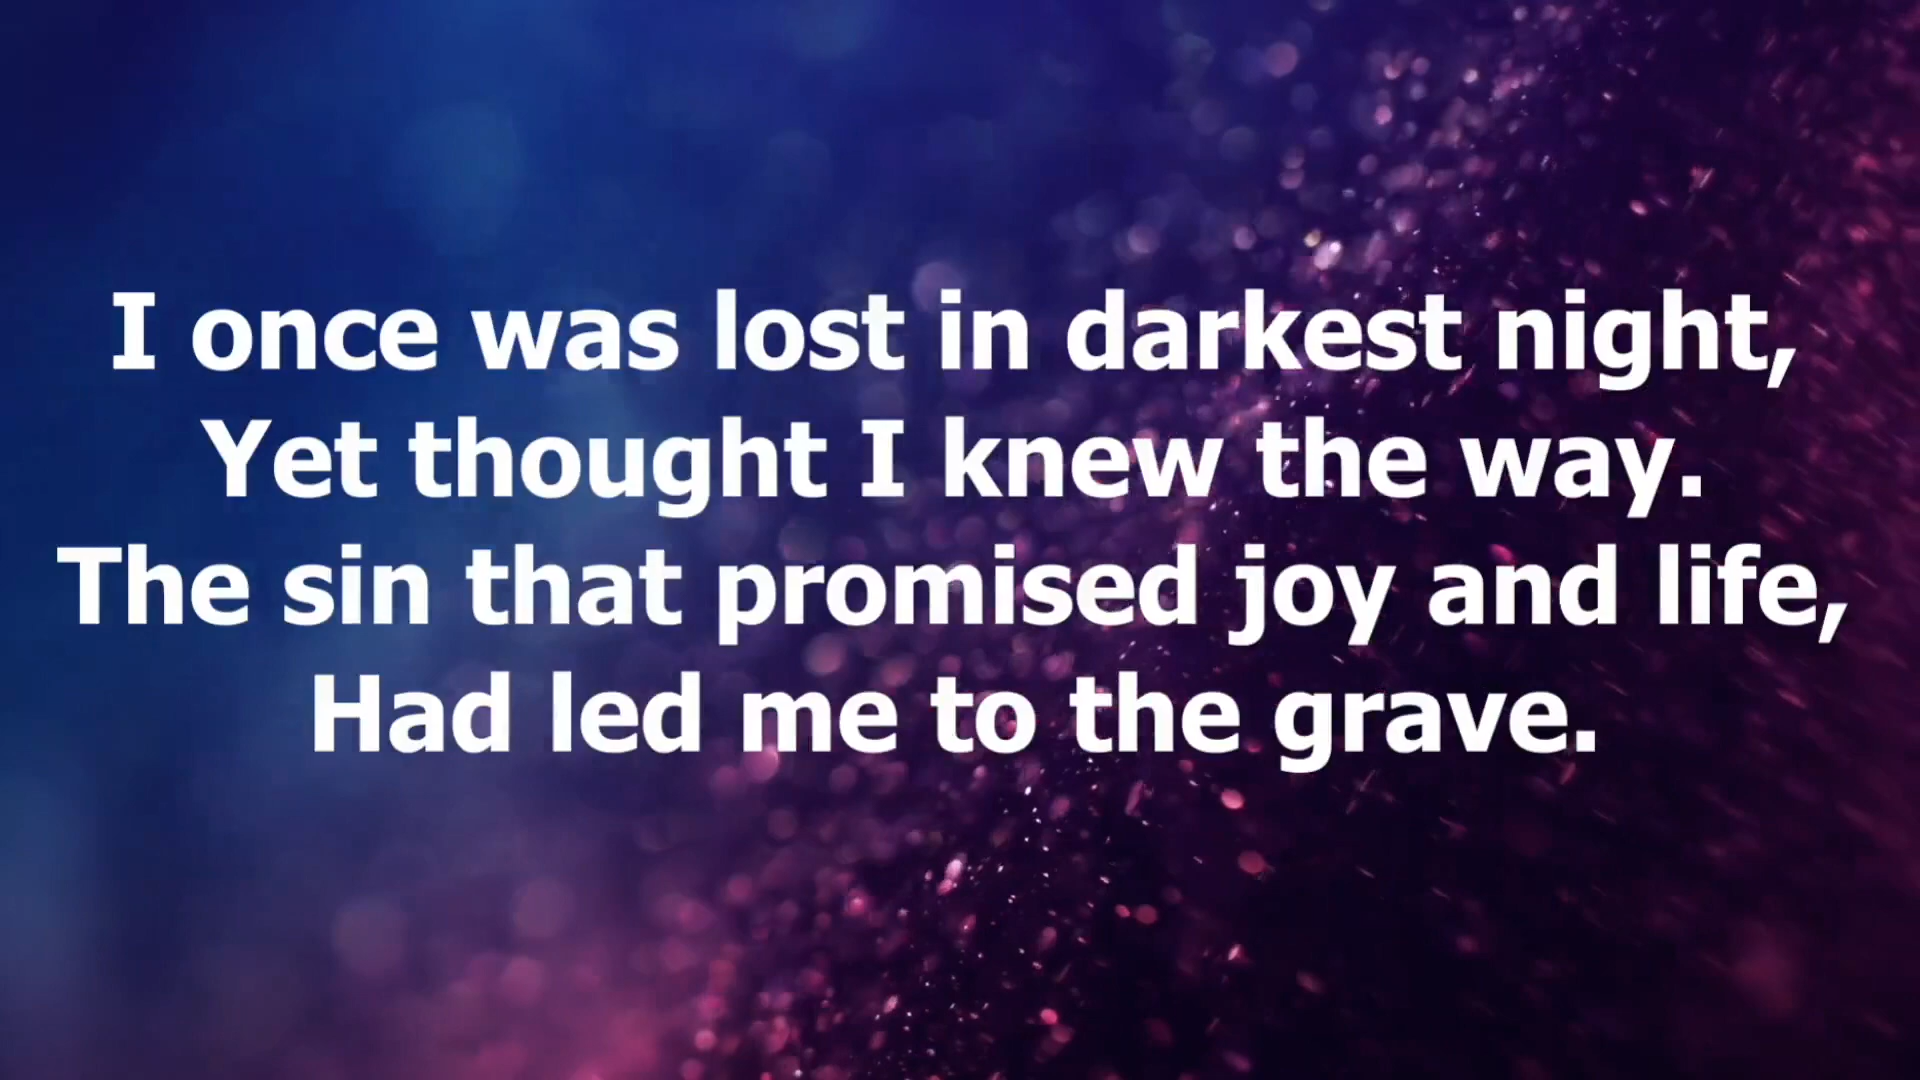 I once was lost in darkest night,
Yet thought I knew the way.
The sin that promised joy and life,
Had led me to the grave.